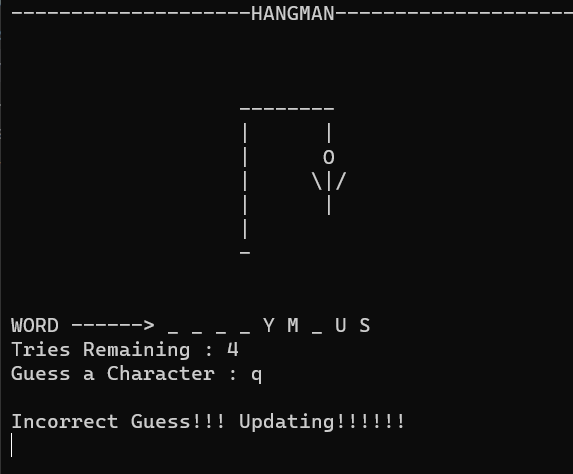 --------------------HANGMAN--------------------
--------
|      |
|      O
|     \|/
|      |
|
-
WORD ------> _ _ _ _ Y M _ U S
Tries Remaining : 4
Guess a Character : q
Incorrect Guess!!! Updating!!!!!!